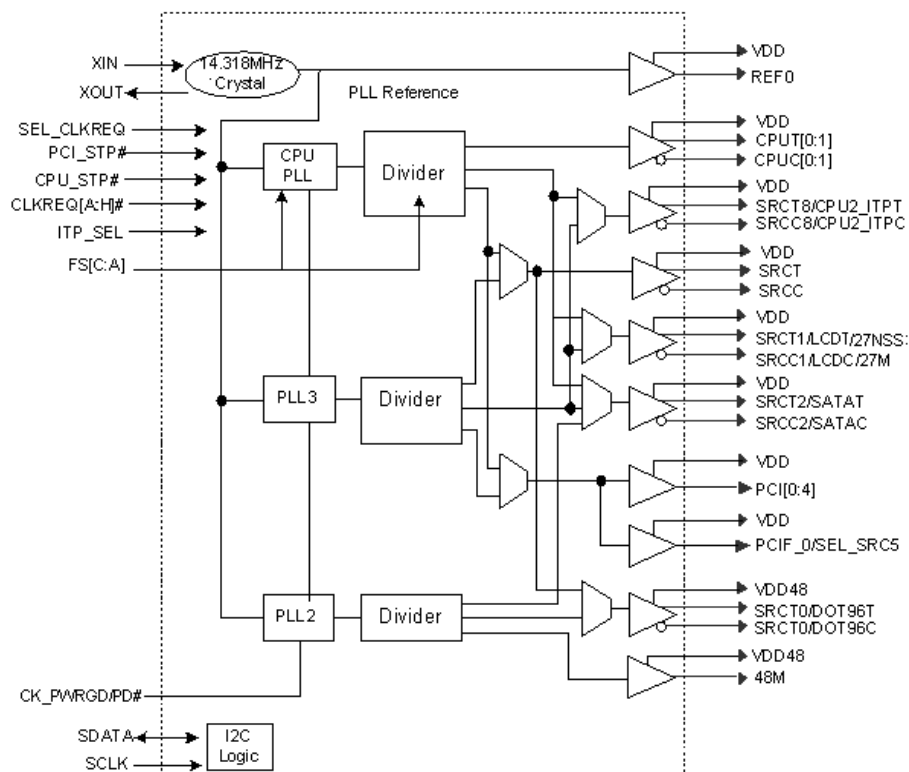 XIN
XOUT
14.318MHz
Crystal
PLL Reference
VDD
REF0
SEL_CLKREQ
PCI_STP#
CPU_STP#
CLKREQ[A:H]#
ITP_SEL
FS[C:A]
CPU
PLL
Divider
VDD
CPUT[0:1]
CPUC[0:1]
VDD
SRCT8/CPU2_ITPT
SRCC8/CPU2_ITPC
VDD
SRCT
SRCC
VDD
SRCT1/LCDT/27NSS:
SRCC1/LCDC/27M
PLL3
Divider
VDD
SRCT2/SATAT
SRCC2/SATAC
VDD
PCI[0:4]
VDD
PCIF_0/SEL_SRC5
PLL2
Divider
VDD48
SRCT0/DOT96T
SRCT0/DOT96C
VDD48
48M
CK_PWRGD/PD#
SDATA
SCLK
I2C
Logic